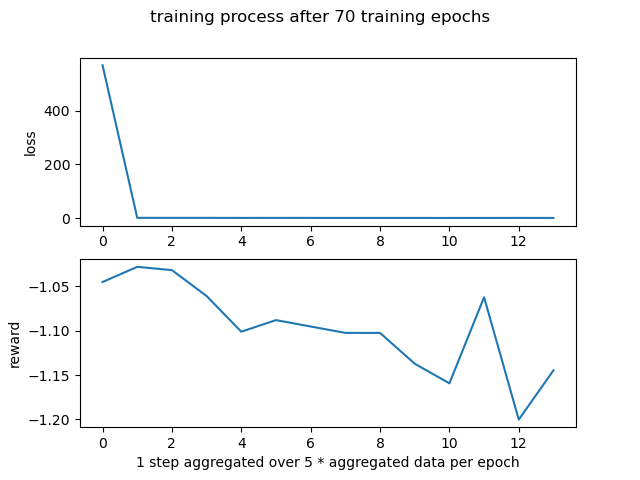 training process after 70 training epochs
400
200
0
loss
0 2 4 6 8 10 12
−1.05
−1.10
−1.15
−1.20
reward
0 2 4 6 8 10 12
1 step aggregated over 5 * aggregated data per epoch